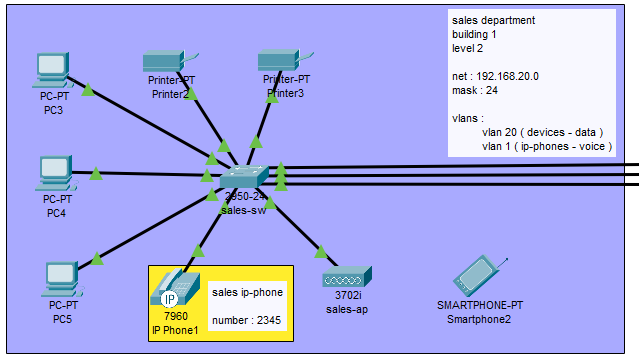 sales department
building 1
level 2
net : 192.168.20.0
mask : 24
vlans :
vlan 20 ( devices - data )
vlan 1 ( ip-phones - voice )
PC-PT
PC3
Printer-PT
Printer2
Printer-PT
Printer3
PC-PT
PC4
2950-24
sales-sw
PC-PT
PC5
IP
7960
IP Phone1
sales ip-phone
number : 2345
3702i
sales-ap
SMARTPHONE-PT
Smartphone2